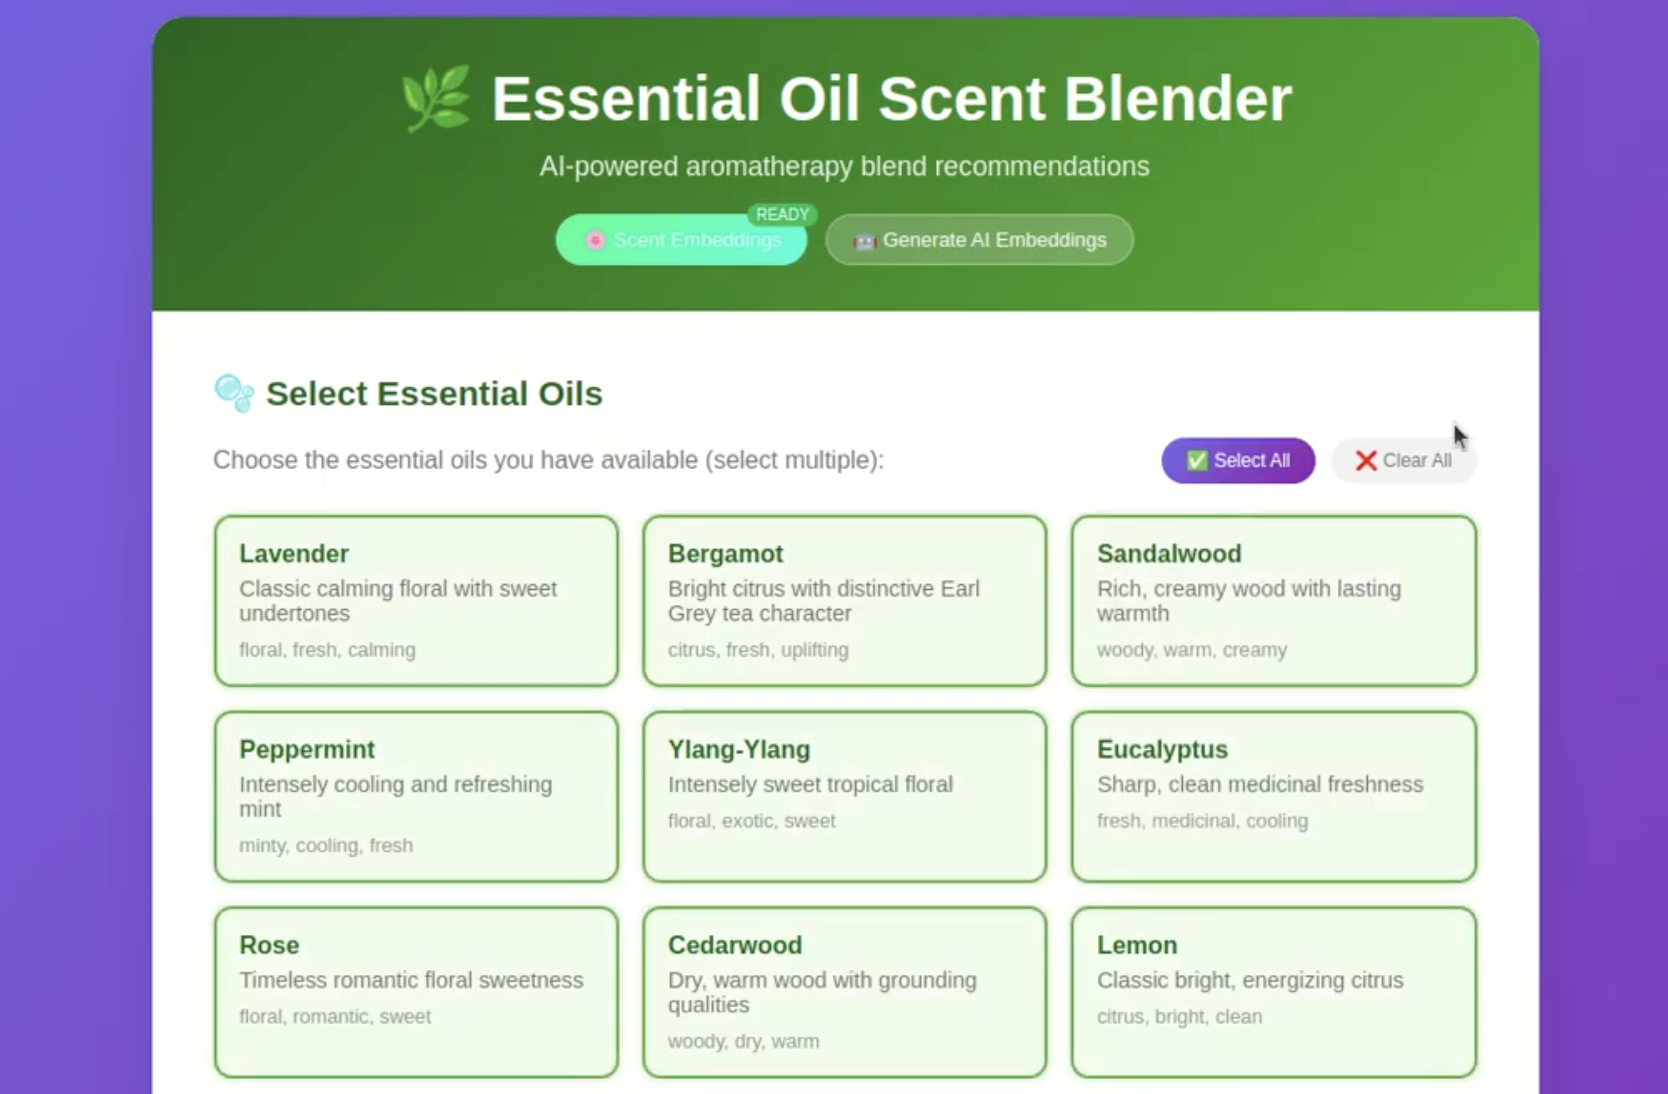 Essential Oil Scent Blender
AI-powered aromatherapy blend recommendations
READY
Scent Embeddings
Generate AI Embeddings
Select Essential Oils
Choose the essential oils you have available (select multiple):
Select All
Clear All
Lavender
Classic calming floral with sweet
undertones
floral, fresh, calming
Bergamot
Bright citrus with distinctive Earl
Grey tea character
citrus, fresh, uplifting
Sandalwood
Rich, creamy wood with lasting
warmth
woody, warm, creamy
Peppermint
Intensely cooling and refreshing
mint
minty, cooling, fresh
Ylang-Ylang
Intensely sweet tropical floral
floral, exotic, sweet
Eucalyptus
Sharp, clean medicinal freshness
fresh, medicinal, cooling
Rose
Timeless romantic floral sweetness
floral, romantic, sweet
Cedarwood
Dry, warm wood with grounding
qualities
woody, dry, warm
Lemon
Classic bright, energizing citrus
citrus, bright, clean